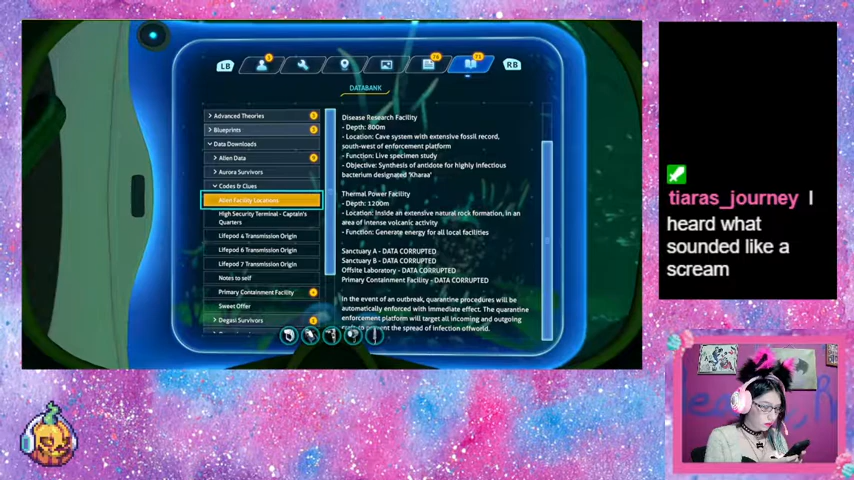 LB
1
78
73
RB
DATABANK
Advanced Theories
Blueprints
Data Downloads
Alien Data
Aurora Survivors
Codes & Clues
Alien Facility Locations
High Security Terminal - Captain's
Quarters
Lifepod 4 Transmission Origin
Lifepod 6 Transmission Origin
Lifepod 7 Transmission Origin
Notes to self
Primary Containment Facility
Sweet Offer
Degasi Survivors
Disease Research Facility
- Depth: 800m
- Location: Cave system with extensive fossil record,
south-west of enforcement platform
- Function: Live specimen study
- Objective: Synthesis of antidote for highly infectious
bacterium designated 'Kharaa'
Thermal Power Facility
- Depth: 1200m
- Location: Inside an extensive natural rock formation, in an
area of intense volcanic activity
- Function: Generate energy for all local facilities
Sanctuary A - DATA CORRUPTED
Sanctuary B - DATA CORRUPTED
Offsite Laboratory - DATA CORRUPTED
Primary Containment Facility - DATA CORRUPTED
In the event of an outbreak, quarantine procedures will be
automatically enforced with immediate effect. The quarantine
enforcement platform will target all incoming and outgoing
the spread of infection offworld.
tiaras_journey I
heard what
sounded like a
scream